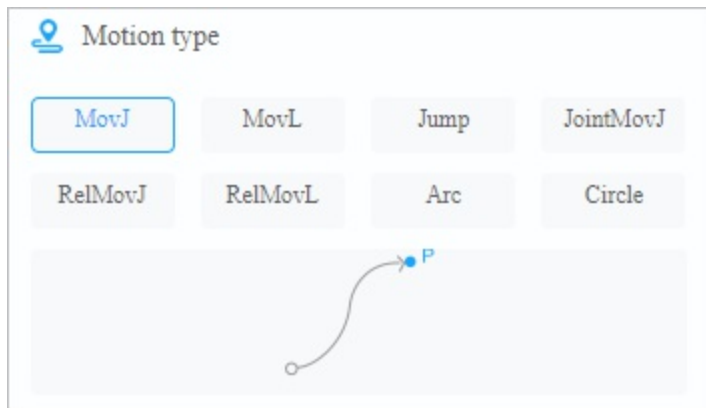 Motion type
MovJ MovL Jump JointMovJ
RelMovJ RelMovL Arc Circle
P